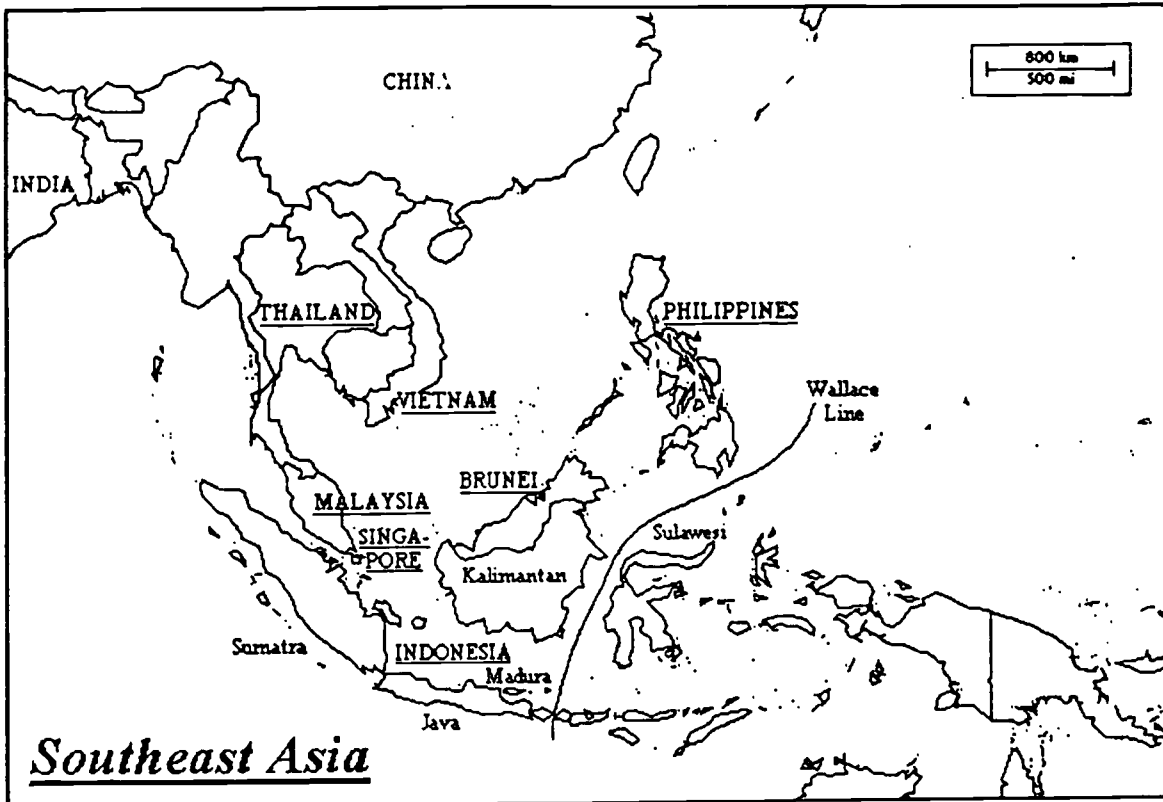 800 km
500 mi
CHINA
INDIA
THAILAND
PHILIPPINES
Wallace
Line
VIETNAM
BRUNEI
MALAYSIA
SINGA-
PORE
Sulawesi
Kalimantan
Sumatra
INDONESIA
Madura
Java
Southeast Asia